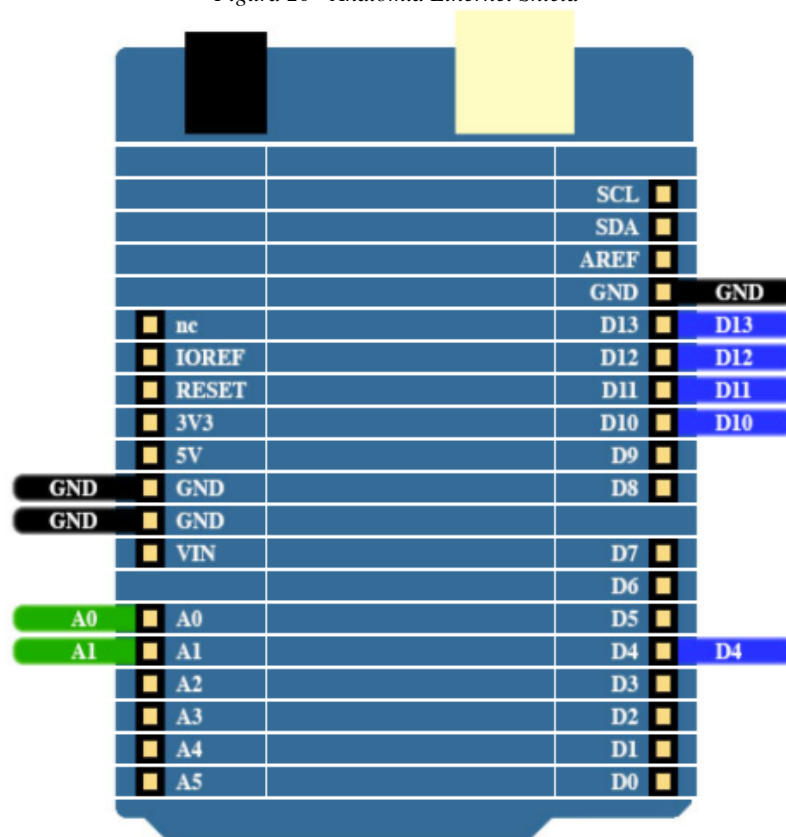 SCL
SDA
AREF
GND GND
nc D13 D13
IOREF D12 D12
RESET D11 D11
3V3 D10 D10
5V D9
GND GND D8
GND GND
VIN D7
D6
A0 A0 D5
A1 A1 D4 D4
A2 D3
A3 D2
A4 D1
A5 D0